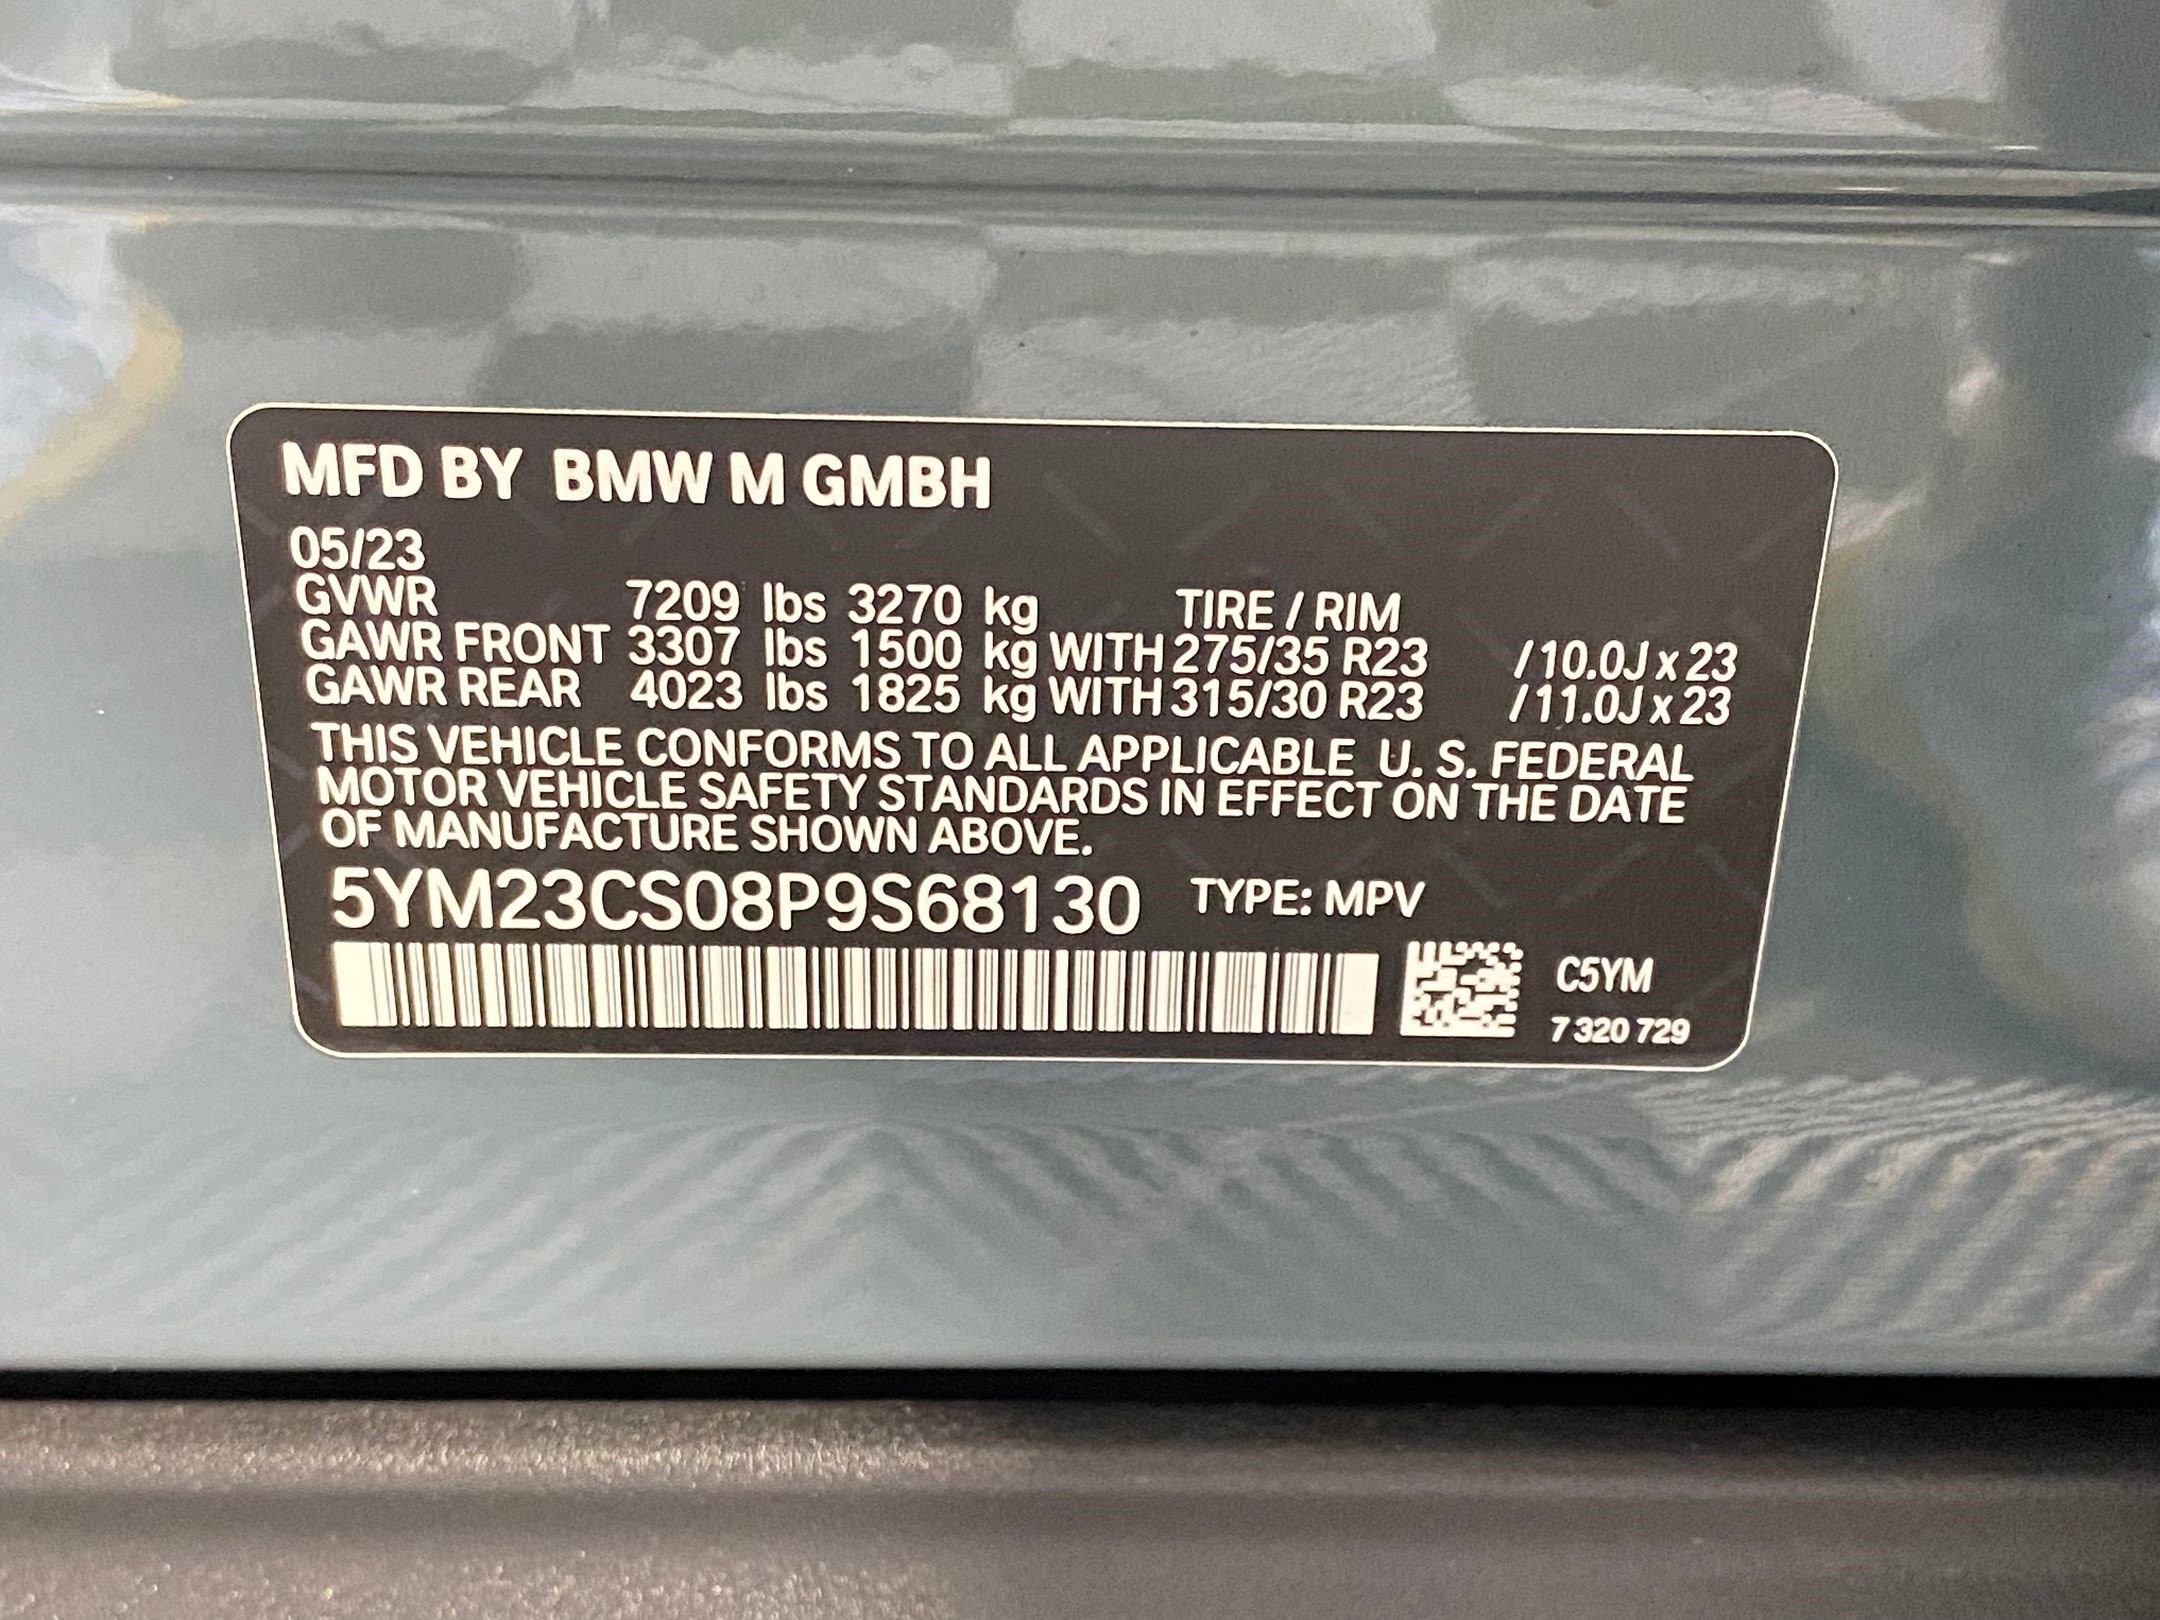 MFD BY BMW M GMBH
05/23
GVWR 7209 lbs 3270 kg TIRE / RIM
GAWR FRONT 3307 lbs 1500 kg WITH 275/35 R23 /10.0J x 23
GAWR REAR 4023 lbs 1825 kg WITH 315/30 R23 /11.0J x 23
THIS VEHICLE CONFORMS TO ALL APPLICABLE U. S. FEDERAL
MOTOR VEHICLE SAFETY STANDARDS IN EFFECT ON THE DATE
OF MANUFACTURE SHOWN ABOVE.
5YM23CS08P9S68130 TYPE: MPV
C5YM
7 320 729